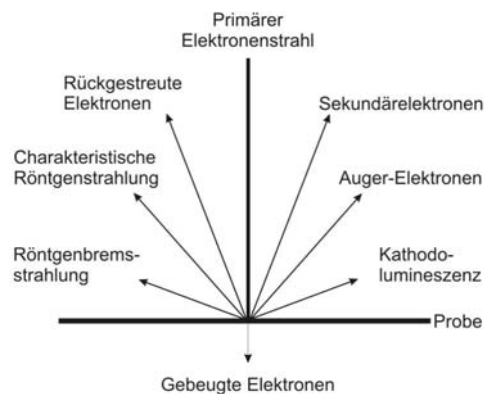 Primärer
Elektronenstrahl
Rückgestreute
Elektronen
Sekundärelektronen
Charakteristische
Röntgenstrahlung
Auger-Elektronen
Röntgenbrems-
strahlung
Kathodo-
lumineszenz
Probe
Gebeugte Elektronen